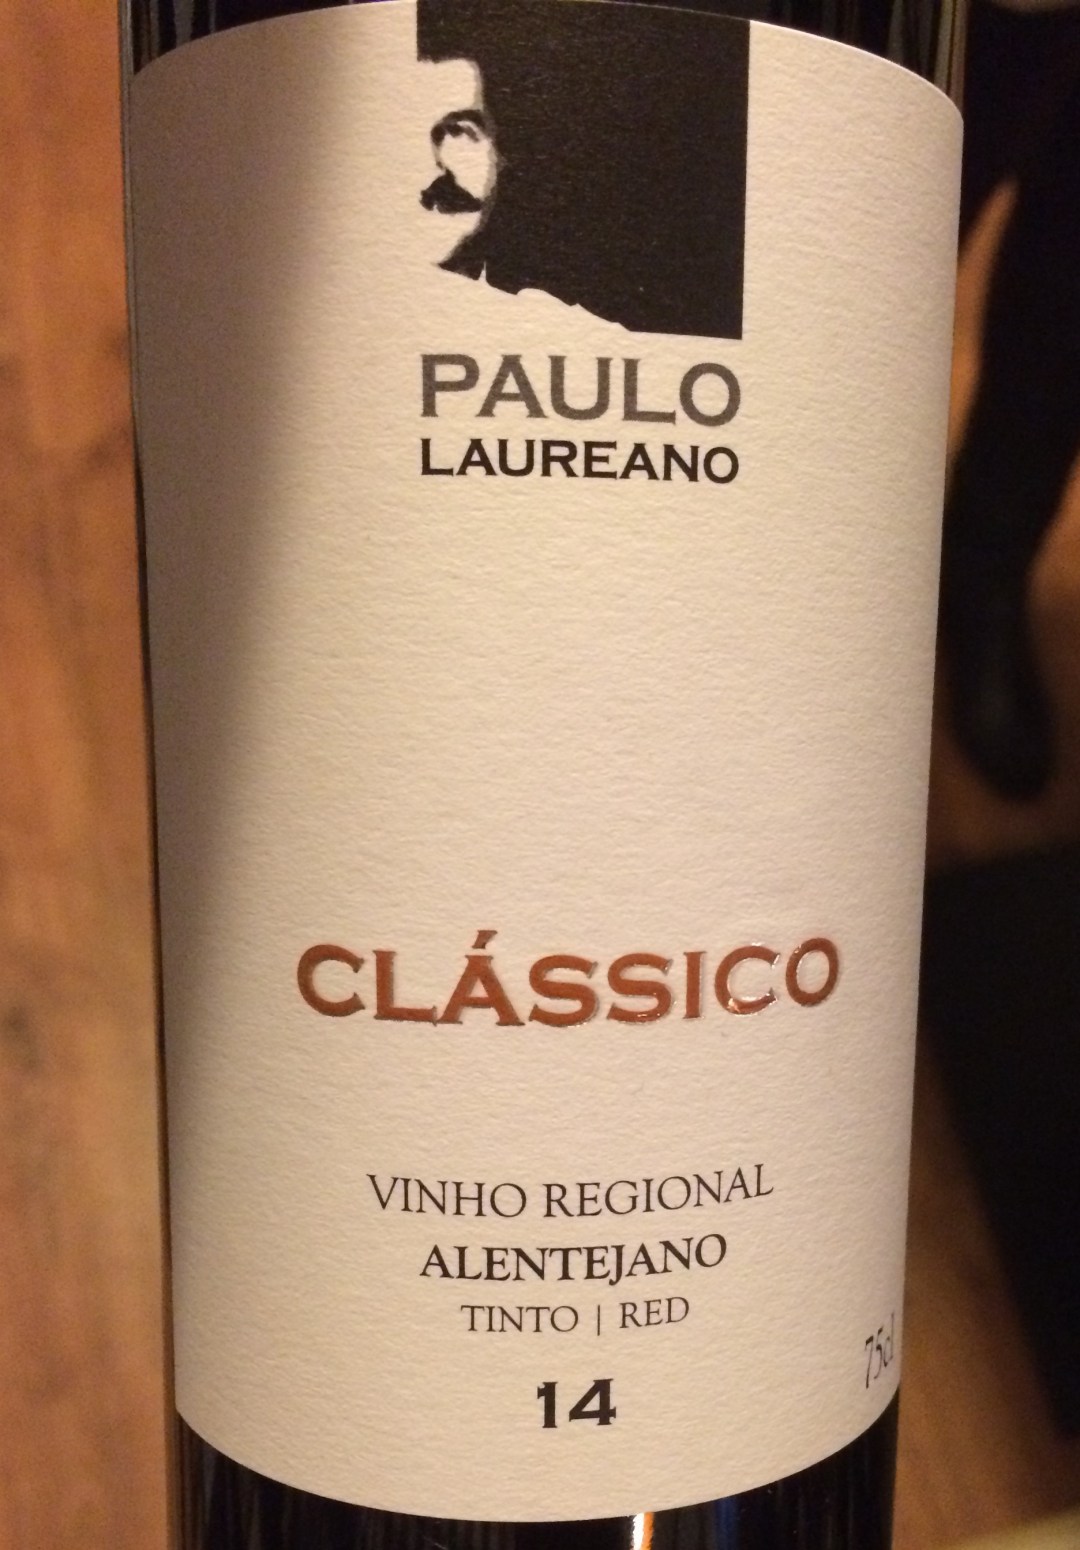 PAULO
LAUREANO
CLÁSSICO
VINHO REGIONAL
ALENTEJANO
TINTO | RED
75cl
14